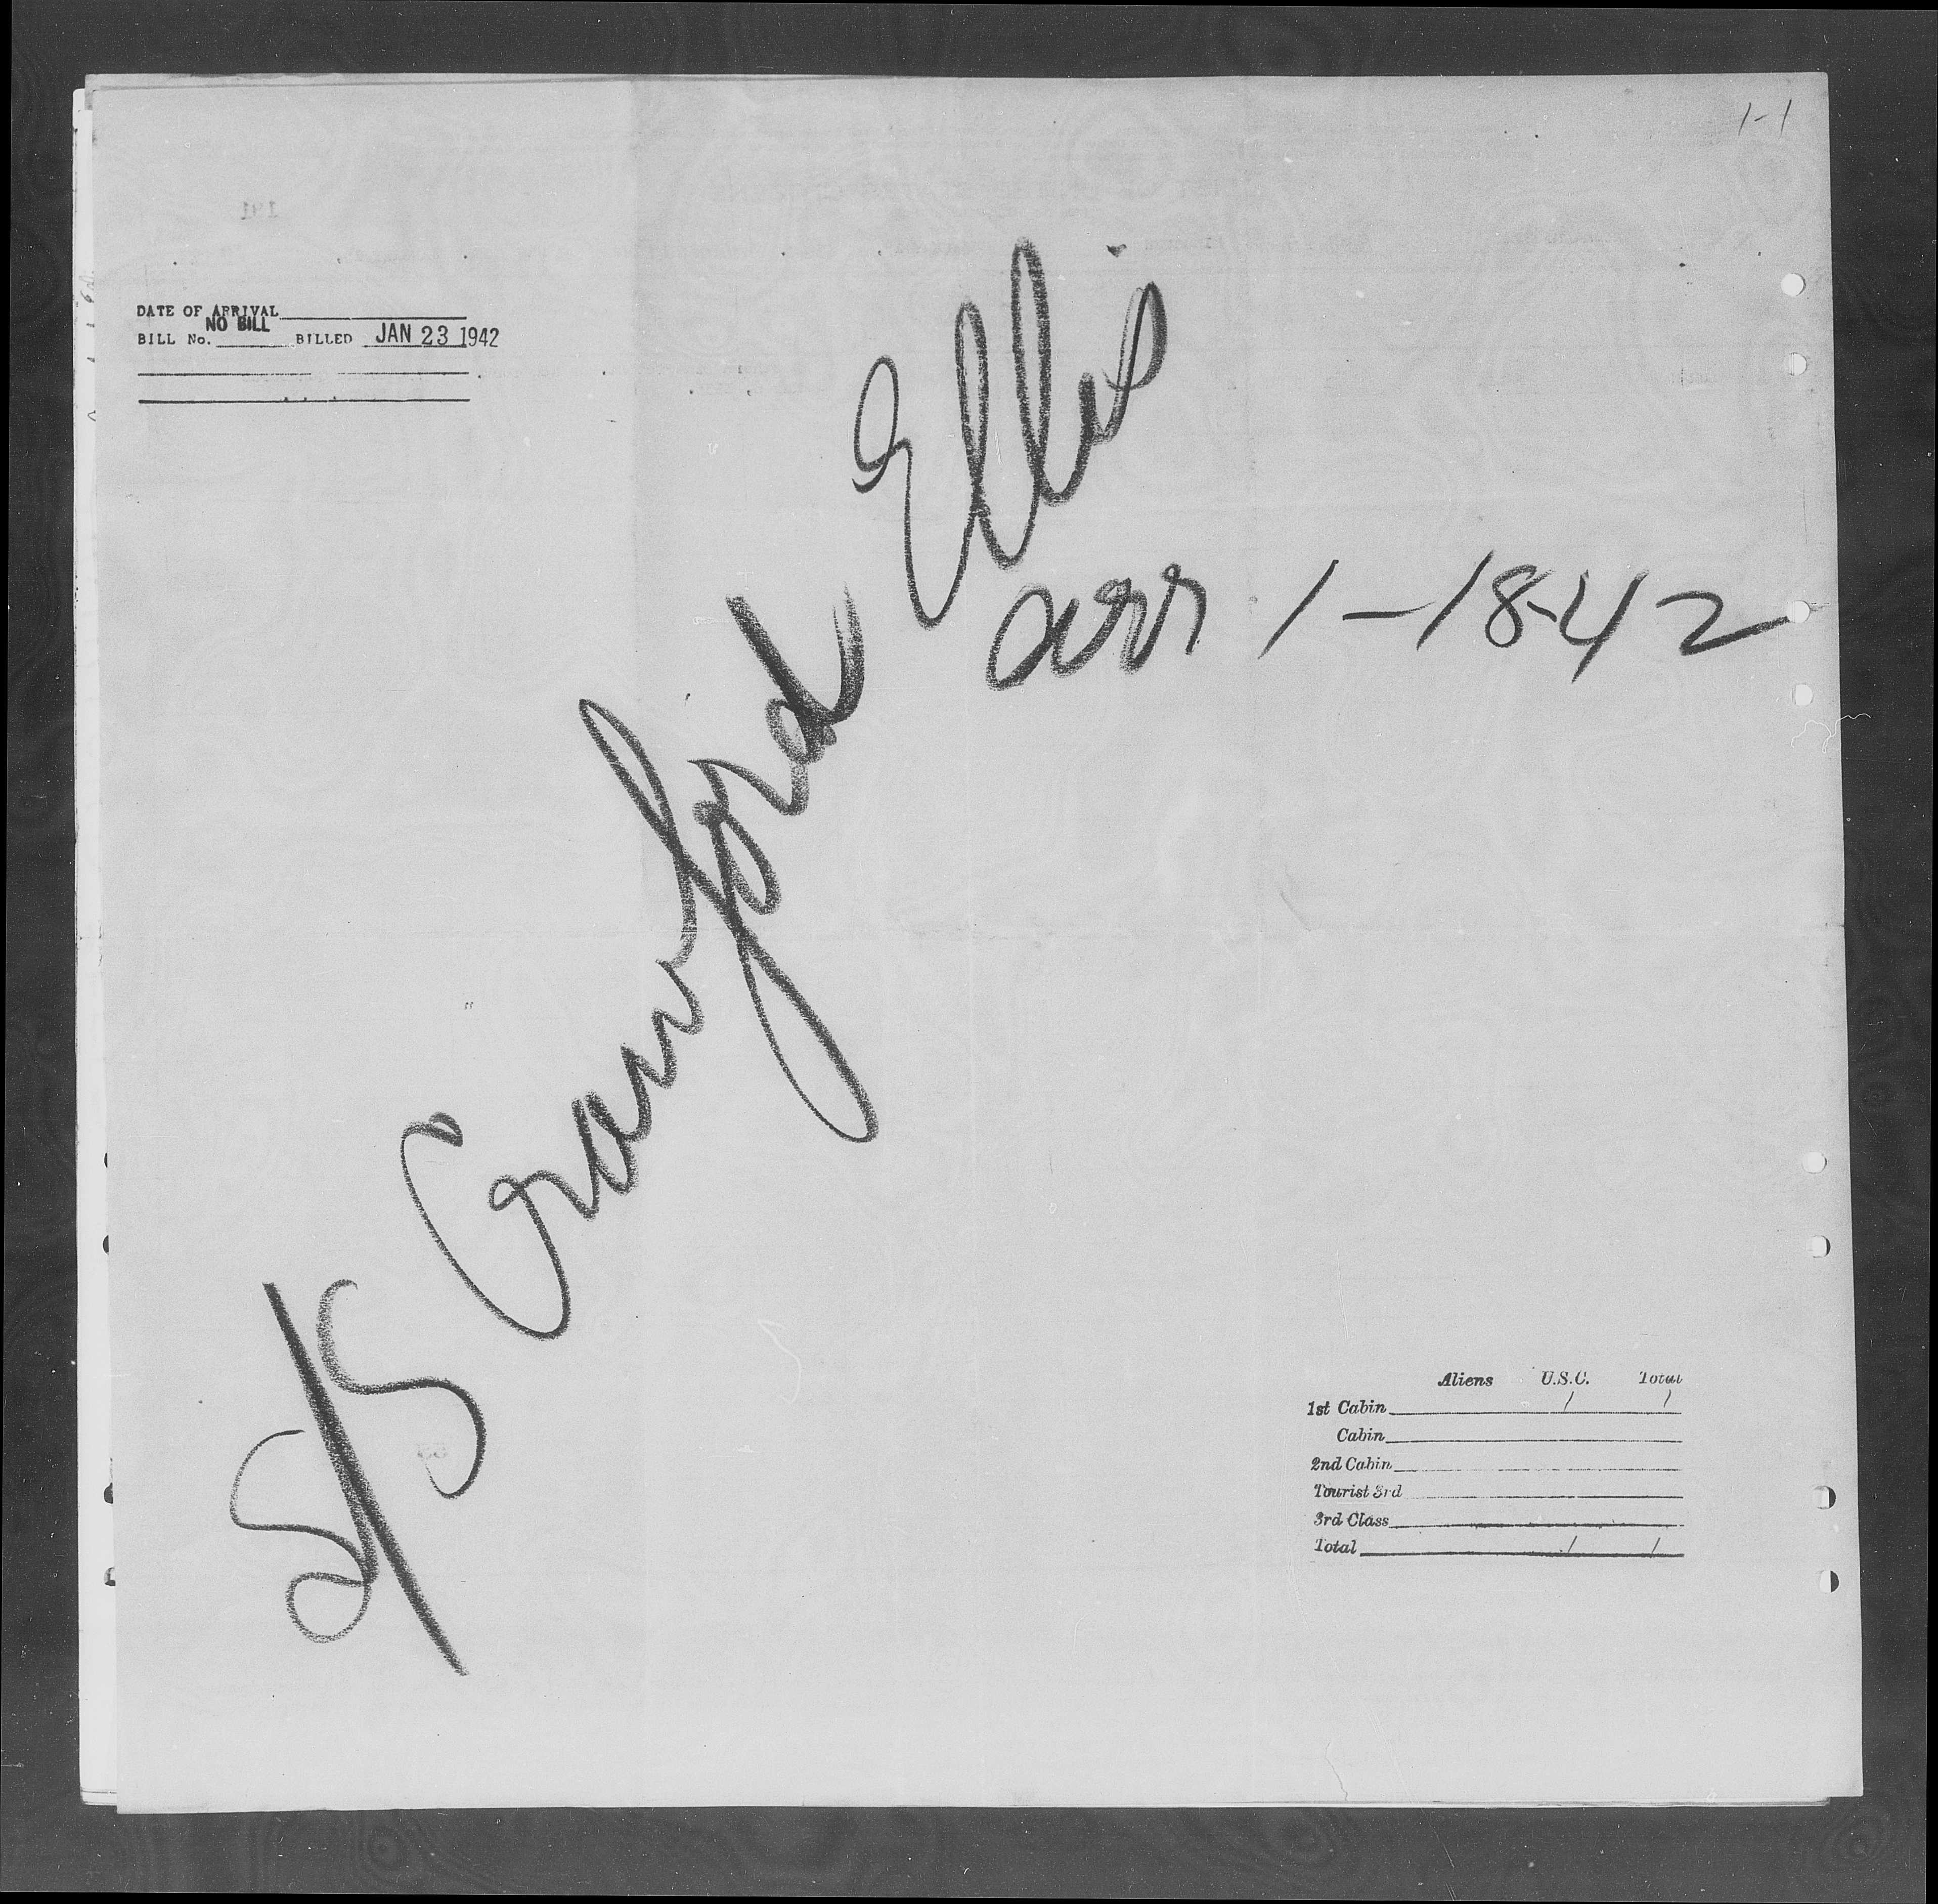 1-1
DATE OF ARRIVAL
NO BILL
BILL No. BILLED JAN 23 1942
S/S Crawford Ellis
arr 1-18-42
Aliens U.S.C. Total
1st Cabin 1 1
Cabin
2nd Cabin
Tourist 3rd
3rd Class
Total 1 1